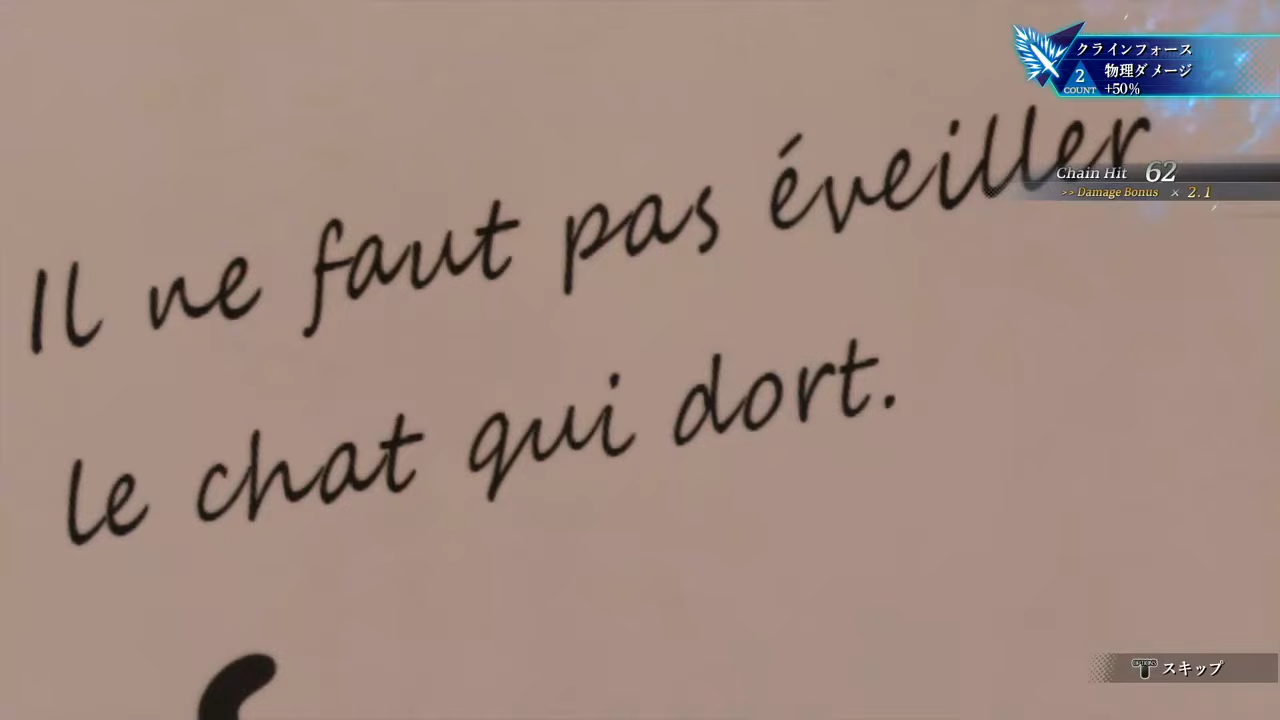 クラインフォース
2
COUNT
物理ダメージ
+50%
Chain Hit 62
>> Damage Bonus × 2.1
Il ne faut pas éveiller
le chat qui dort.
OPTIONS スキップ